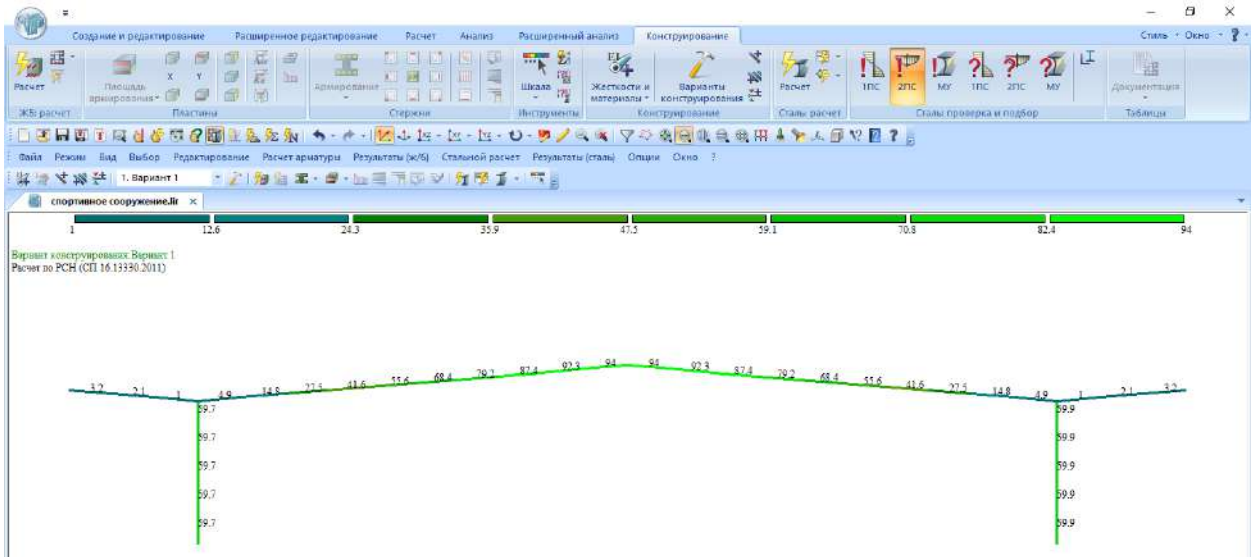 Создание и редактирование Расширенное редактирование Расчет Анализ Расширенный анализ Конструирование Стиль Окно ?
Расчет Площадь армирования X Y Армирование Шкала Жесткости и материалы Варианты конструирования Расчет 1ПС 2ПС МУ 1ПС 2ПС МУ Документация
ЖБ: расчет Пластины Стержни Инструменты Конструирование Сталь: расчет Сталь: проверка и подбор Таблицы
Файл Режим Вид Выбор Редактирование Расчет арматуры Результаты (ж/б) Стальной расчет Результаты (сталь) Опции Окно ?
1. Вариант 1
спортивное сооружение.lir ×
1 12.6 24.3 35.9 47.5 59.1 70.8 82.4 94
Вариант конструирования:Вариант 1
Расчет по РСН (СП 16.13330.2011)
3.2 2.1 1 4.9 14.8 27.5 41.6 55.6 68.4 79.2 87.4 92.3 94 94 92.3 87.4 79.2 68.4 55.6 41.6 27.5 14.8 4.9 1 2.1 3.2
59.7 59.9
59.7 59.9
59.7 59.9
59.7 59.9
59.7 59.9